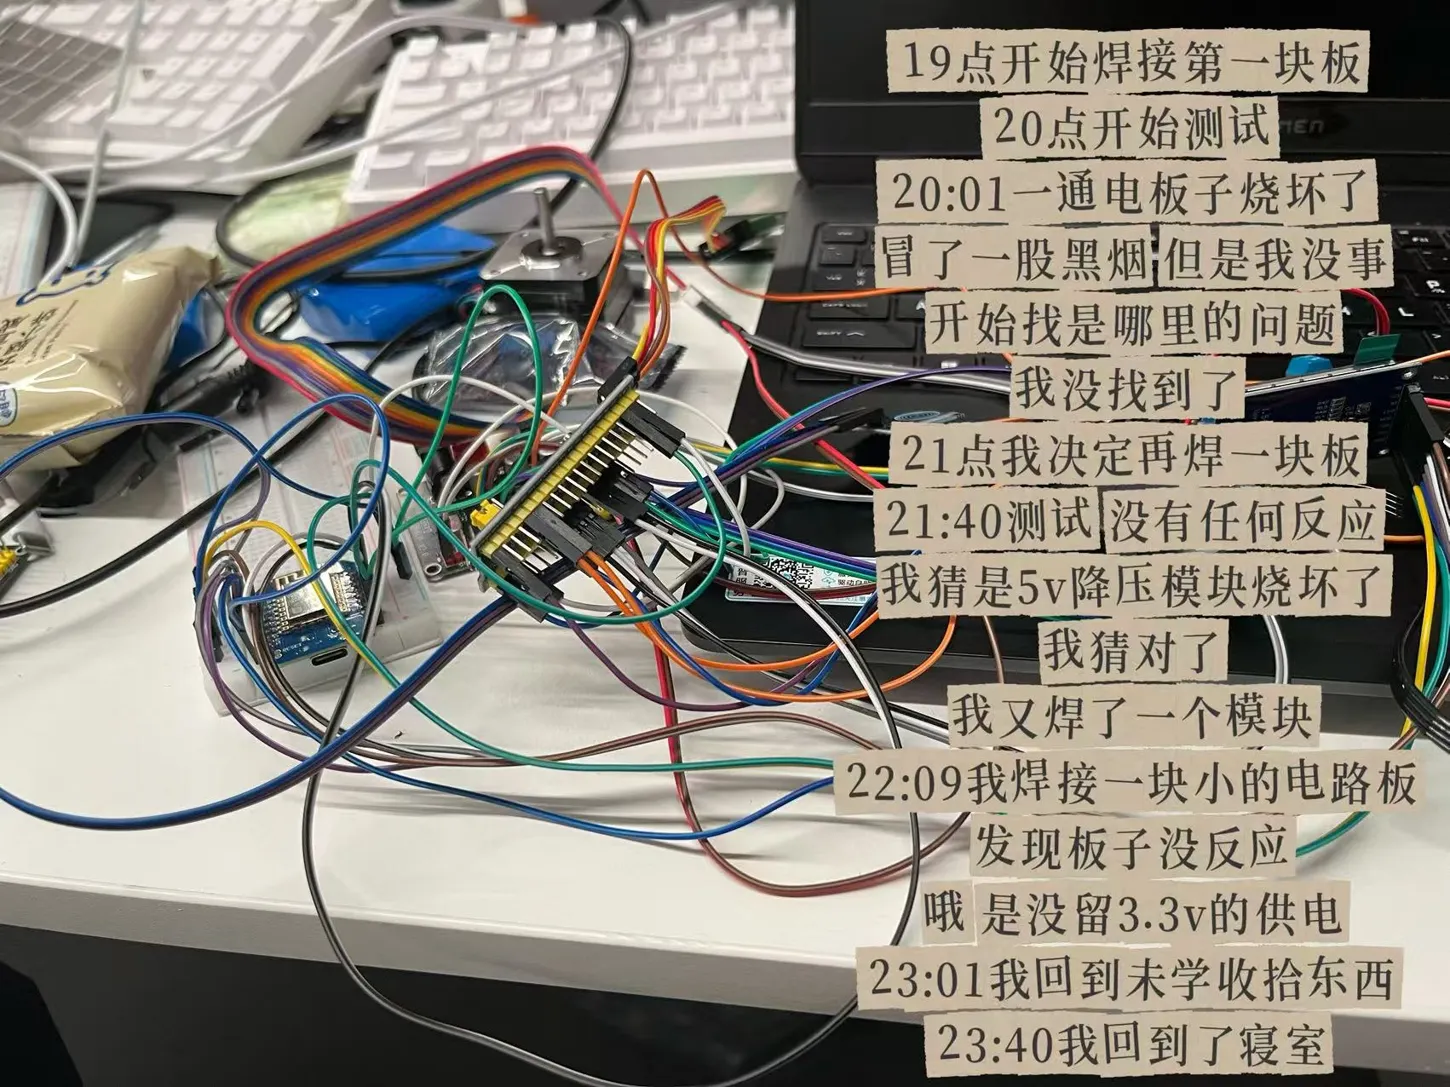 19点开始焊接第一块板
20点开始测试
20:01一通电板子烧坏了
冒了一股黑烟 但是我没事
开始找是哪里的问题
我没找到了
21点我决定再焊一块板
21:40测试 没有任何反应
我猜是5v降压模块烧坏了
我猜对了
我又焊了一个模块
22:09我焊接一块小的电路板
发现板子没反应
哦 是没留3.3v的供电
23:01我回到未学收拾东西
23:40我回到了寝室